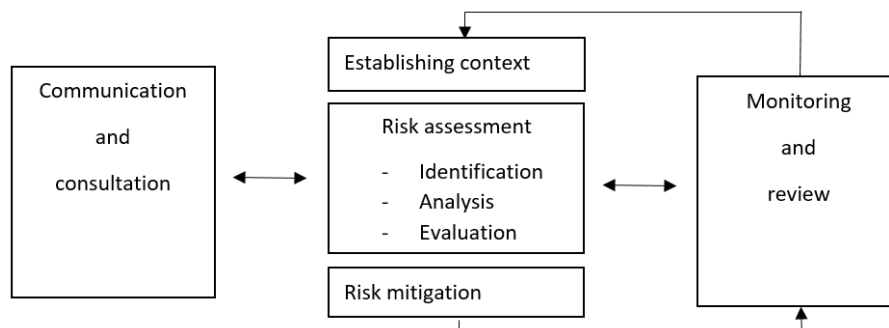 Establishing context
Communication
and
consultation
Risk assessment
- Identification
- Analysis
- Evaluation
Monitoring
and
review
Risk mitigation